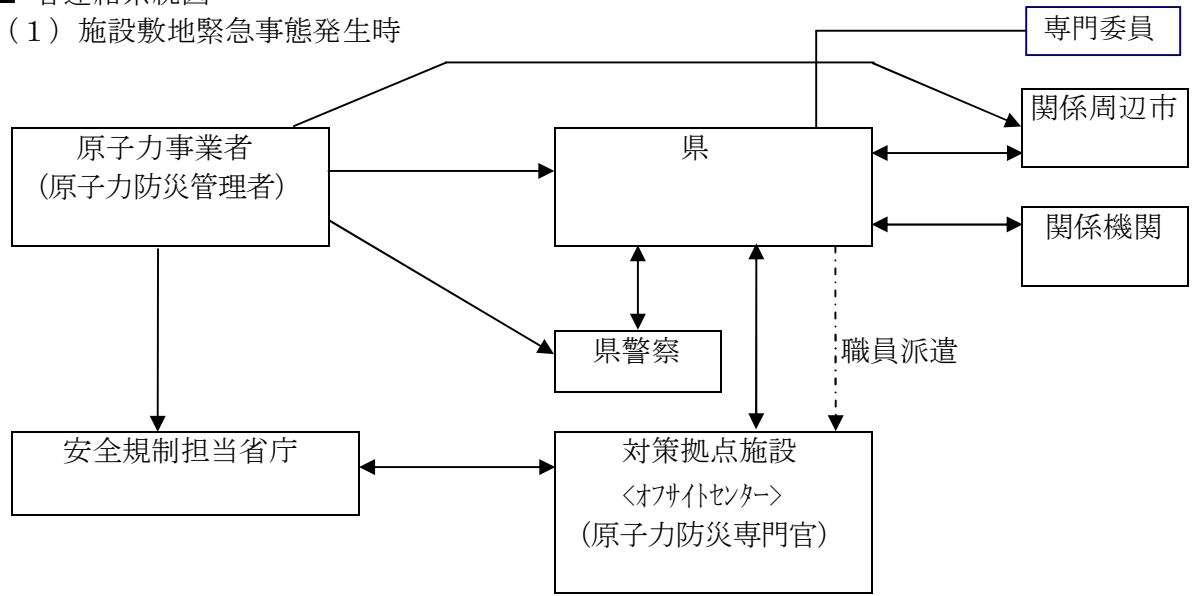 （１）施設敷地緊急事態発生時
専門委員
関係周辺市
原子力事業者
（原子力防災管理者）
県
関係機関
県警察
職員派遣
安全規制担当省庁
対策拠点施設
<ｵﾌｻｲﾄｾﾝﾀｰ>
（原子力防災専門官）